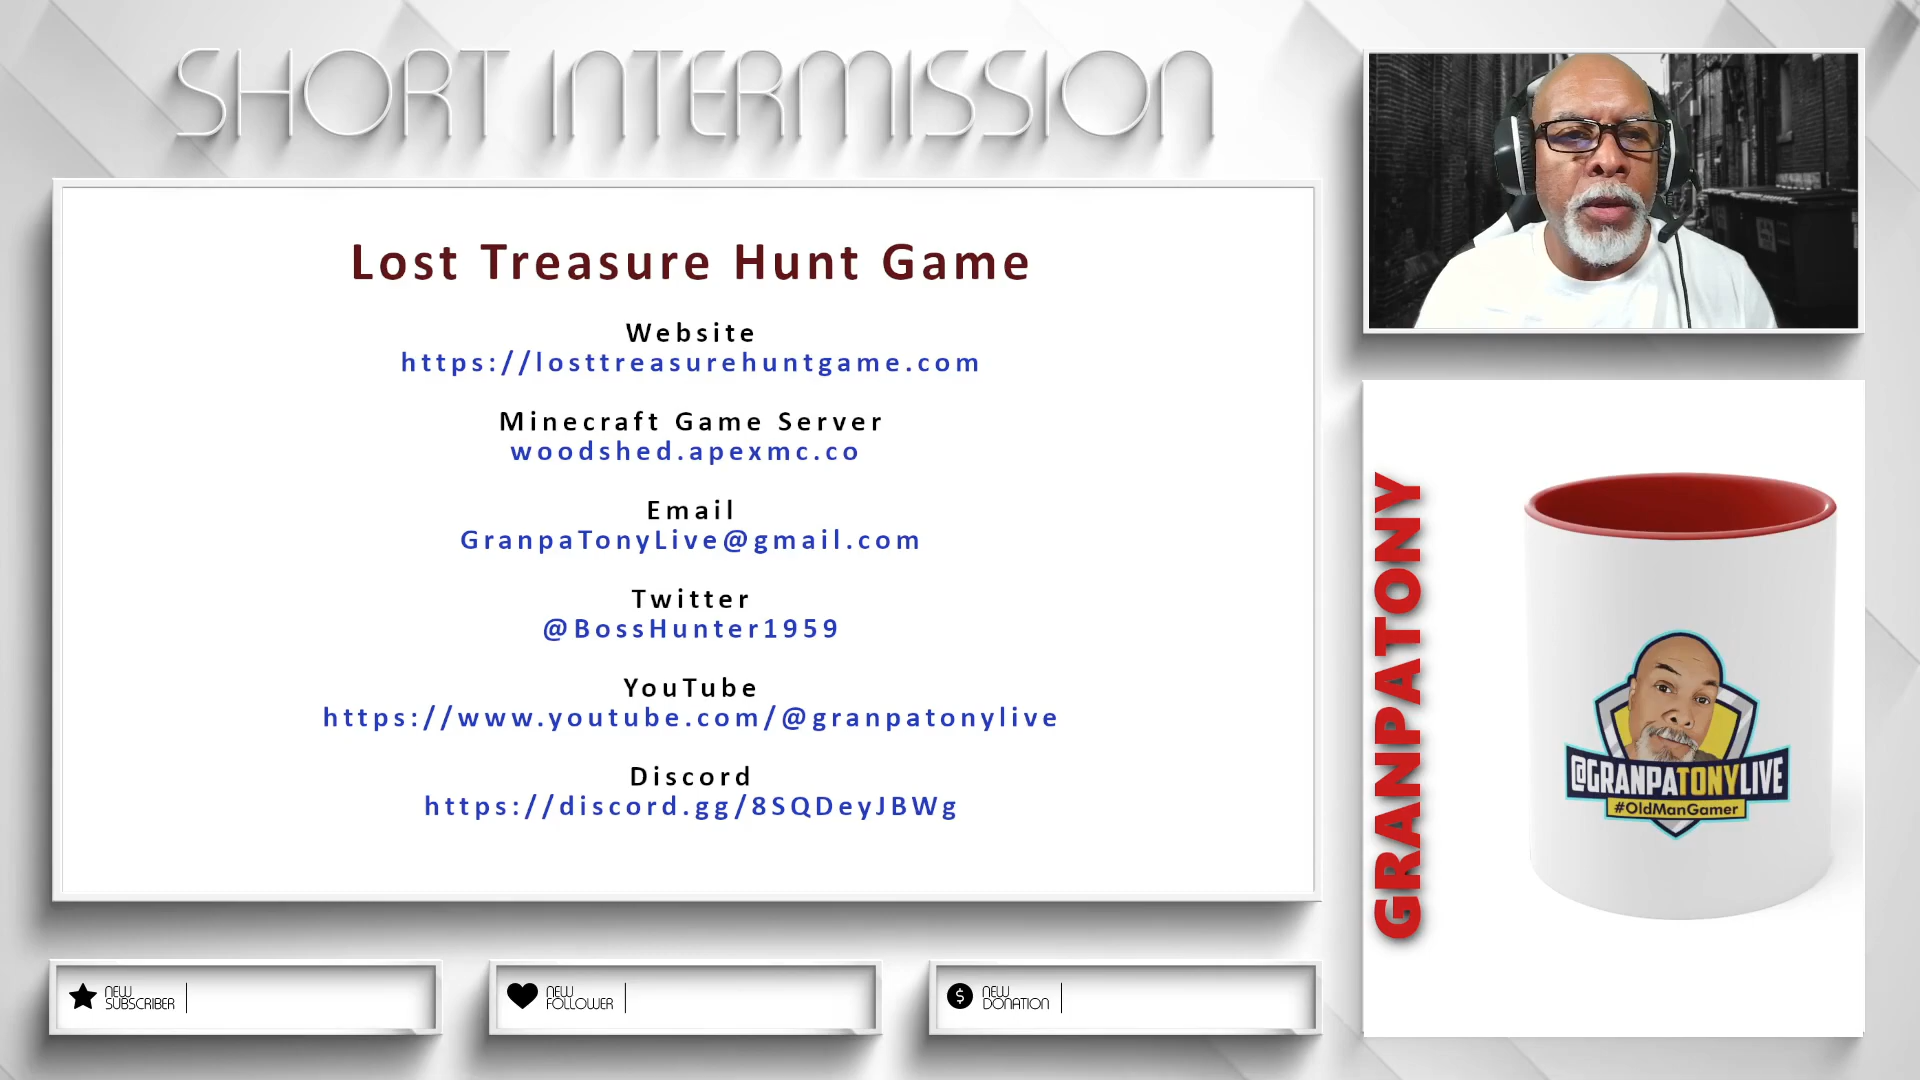 SHORT INTERMISSION
Lost Treasure Hunt Game
Website
https://losttreasurehuntgame.com
Minecraft Game Server
woodshed.apexmc.co
Email
GranpaTonyLive@gmail.com
Twitter
@BossHunter1959
YouTube
https://www.youtube.com/@granpatonylive
Discord
https://discord.gg/8SQDeyJBWg
NEW
SUBSCRIBER
NEW
FOLLOWER
NEW
DONATION
GRANPATONY
@GRANPATONYLIVE
#OldManGamer